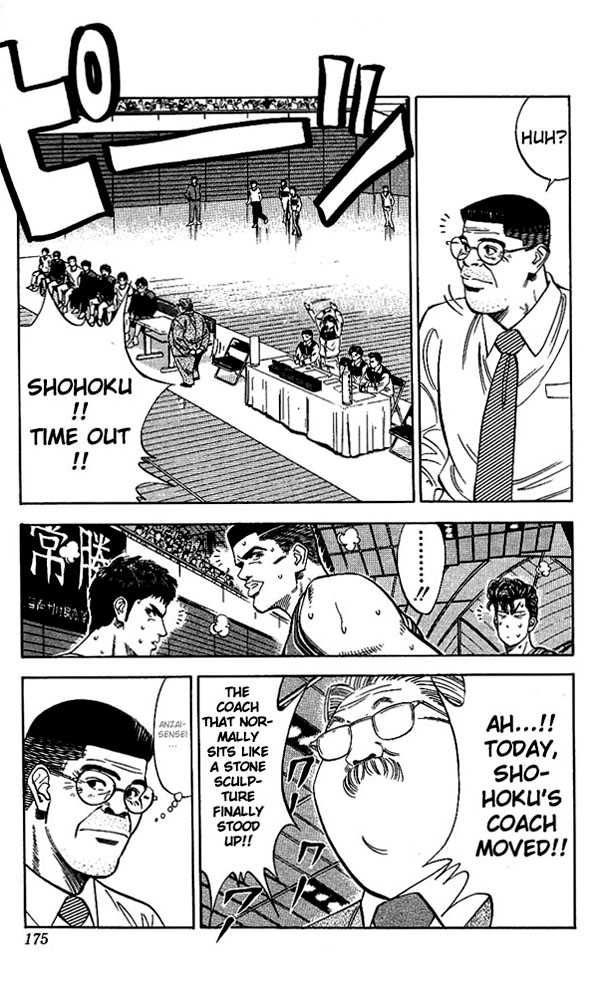 HUH?
ピーッ
SHOHOKU
!!
TIME OUT
!!
常勝
........
AH...!!
TODAY,
SHO-
HOKU'S
COACH
MOVED!!
THE
COACH
THAT NOR-
MALLY
SITS LIKE
A STONE
SCULP-
TURE
FINALLY
STOOD
UP!!
ANZAI-
SENSEI
...
175